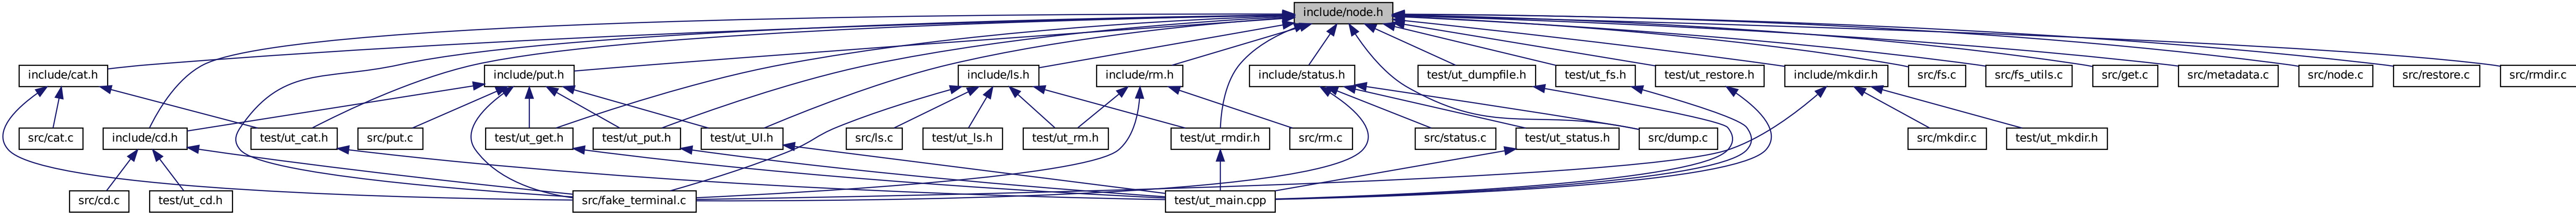 include/node.h
include/cat.h
include/put.h
include/ls.h
include/rm.h
include/status.h
test/ut_dumpfile.h
test/ut_fs.h
test/ut_restore.h
include/mkdir.h
src/fs.c
src/fs_utils.c
src/get.c
src/metadata.c
src/node.c
src/restore.c
src/rmdir.c
src/cat.c
include/cd.h
test/ut_cat.h
src/put.c
test/ut_get.h
test/ut_put.h
test/ut_UI.h
src/ls.c
test/ut_ls.h
test/ut_rm.h
test/ut_rmdir.h
src/rm.c
src/status.c
test/ut_status.h
src/dump.c
src/mkdir.c
test/ut_mkdir.h
src/cd.c
test/ut_cd.h
src/fake_terminal.c
test/ut_main.cpp